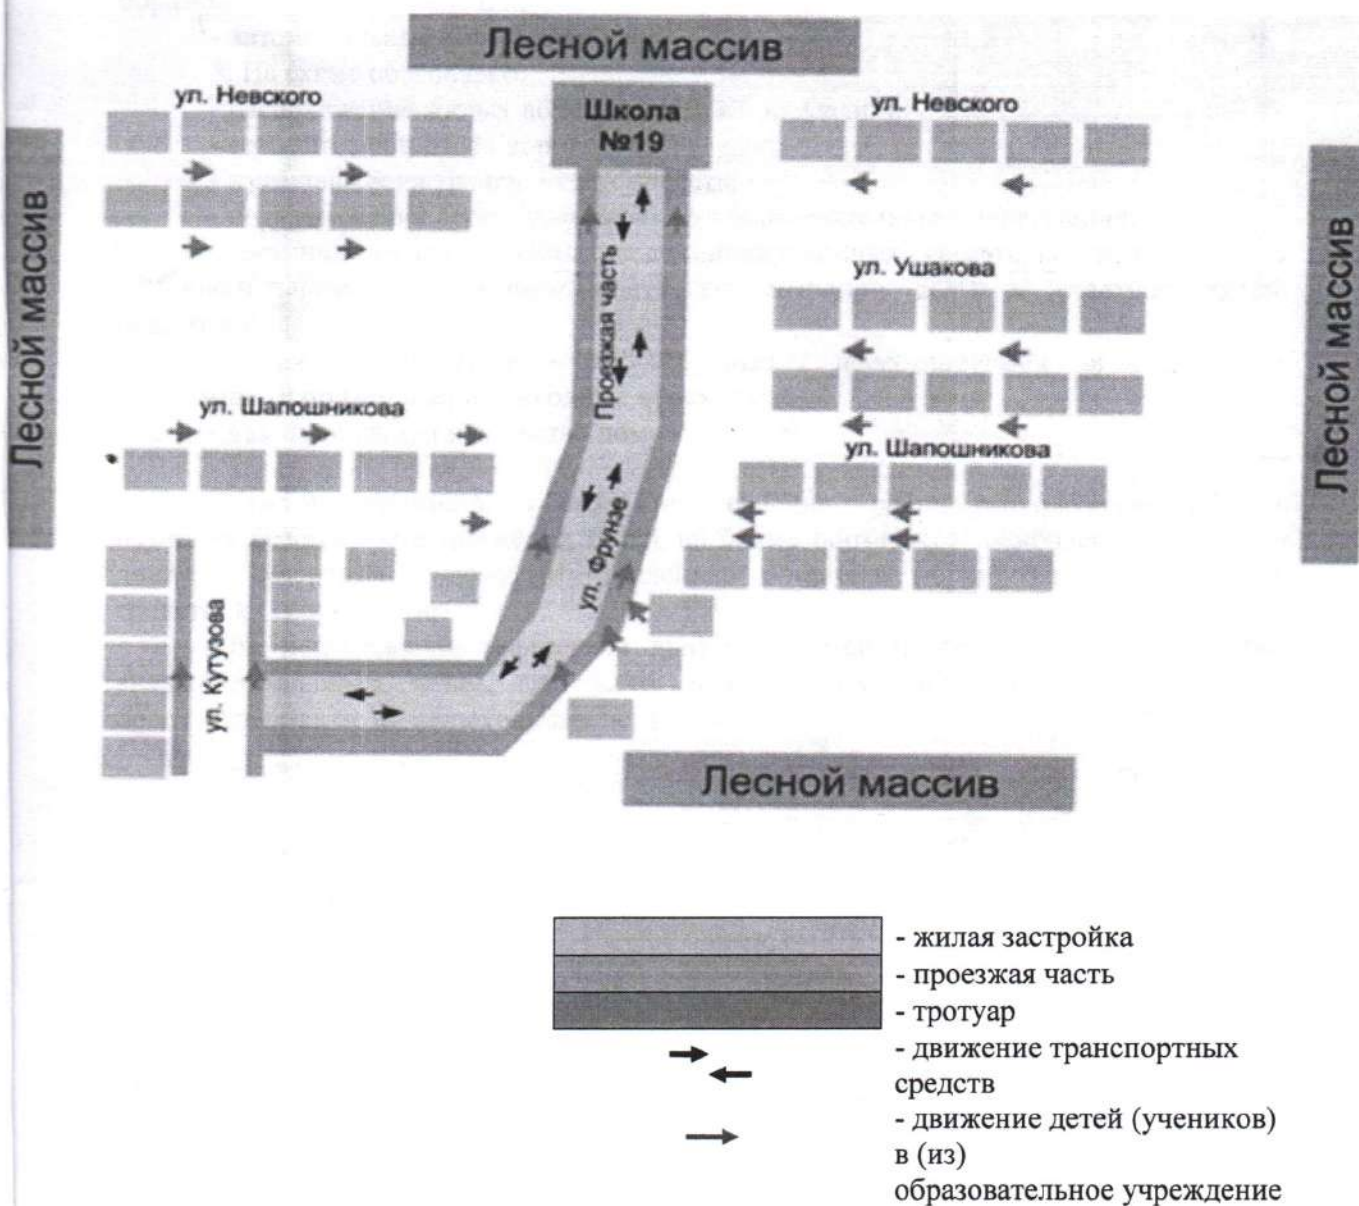 Лесной массив
ул. Невского
Школа
№19
ул. Невского
Лесной массив
Лесной массив
Проезжая часть
ул. Ушакова
ул. Шапошникова
ул. Шапошникова
ул. Фрунзе
ул. Кутузова
Лесной массив
- жилая застройка
- проезжая часть
- тротуар
- движение транспортных
средств
- движение детей (учеников)
в (из)
образовательное учреждение